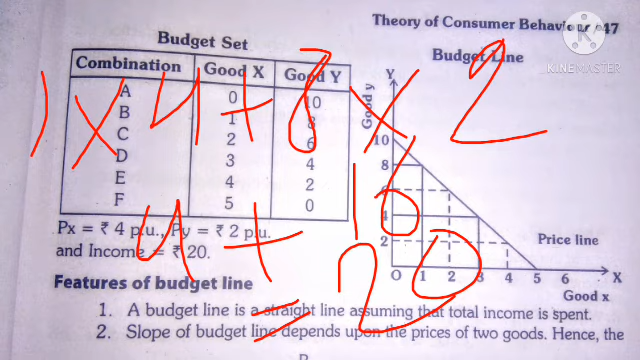 Theory of Consumer Behaviour 47
KINEMASTER
Budget Set
Combination Good X Good Y
A 0 10
B 1 8
C 2 6
D 3 4
E 4 2
F 5 0
Px = ₹ 4 p.u., Py = ₹ 2 p.u.
and Income = ₹ 20.
Budget Line
Y
Good y
10
8
6
4
2
O 1 2 3 4 5 6 X
Price line
Good x
1 x 4 + 8 x 2
4 + 16
= 20
Features of budget line
1. A budget line is a straight line assuming that total income is spent.
2. Slope of budget line depends upon the prices of two goods. Hence, the